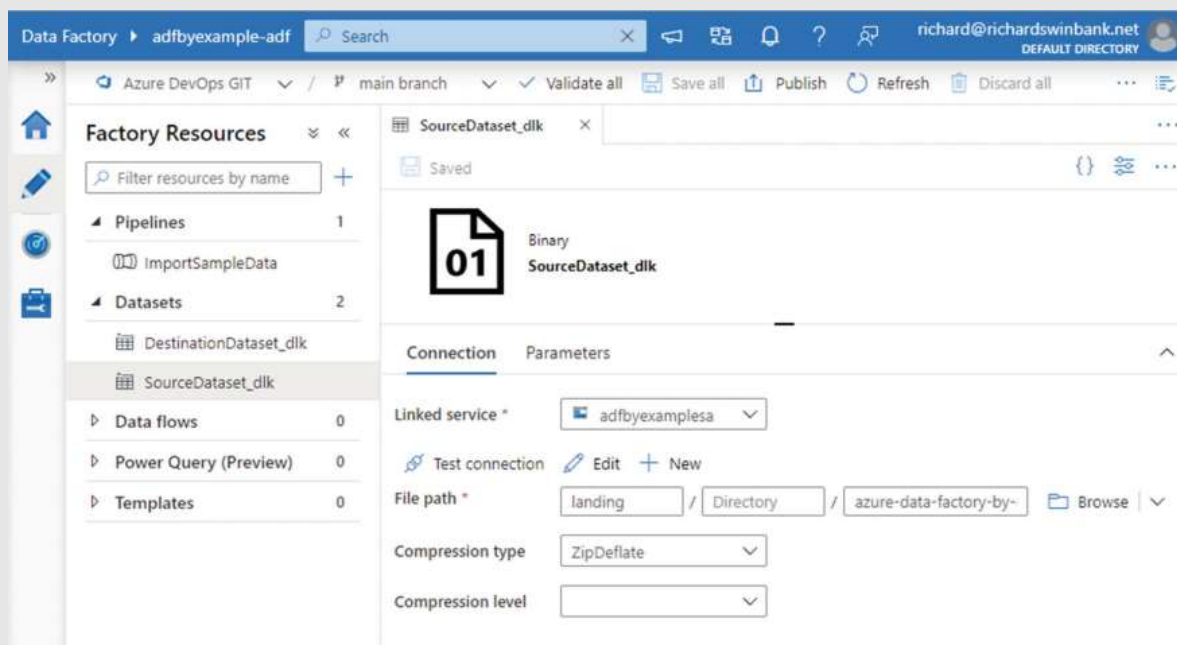 Data Factory ▸ adfbyexample-adf Search richard@richardswinbank.net
DEFAULT DIRECTORY
Azure DevOps GIT / main branch Validate all Save all Publish Refresh Discard all
Factory Resources
Filter resources by name
Pipelines 1
ImportSampleData
Datasets 2
DestinationDataset_dlk
SourceDataset_dlk
Data flows 0
Power Query (Preview) 0
Templates 0
SourceDataset_dlk
Saved
01
Binary
SourceDataset_dlk
Connection Parameters
Linked service * adfbyexamplesa
Test connection Edit New
File path * landing / Directory / azure-data-factory-by- Browse
Compression type ZipDeflate
Compression level